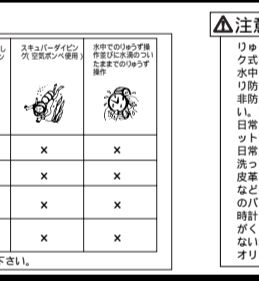 し
ン
スキューバーダイビン
グ(空気ボンベ使用)
水中でのりゅうず操
作並びに水滴のつい
たままでのりゅうず
操作
×
×
×
×
×
×
×
×
下さい。
⚠注意
りゅ
ク式
水中
り防
非防
い。
日常
ット
日常
洗っ
皮革
など
のバ
時計
がく
ない
オリ